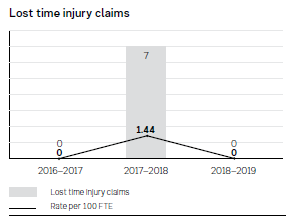 Lost time injury claims
7
1.44
0 0
0 0
2016–2017 2017–2018 2018–2019
Lost time injury claims
Rate per 100 FTE